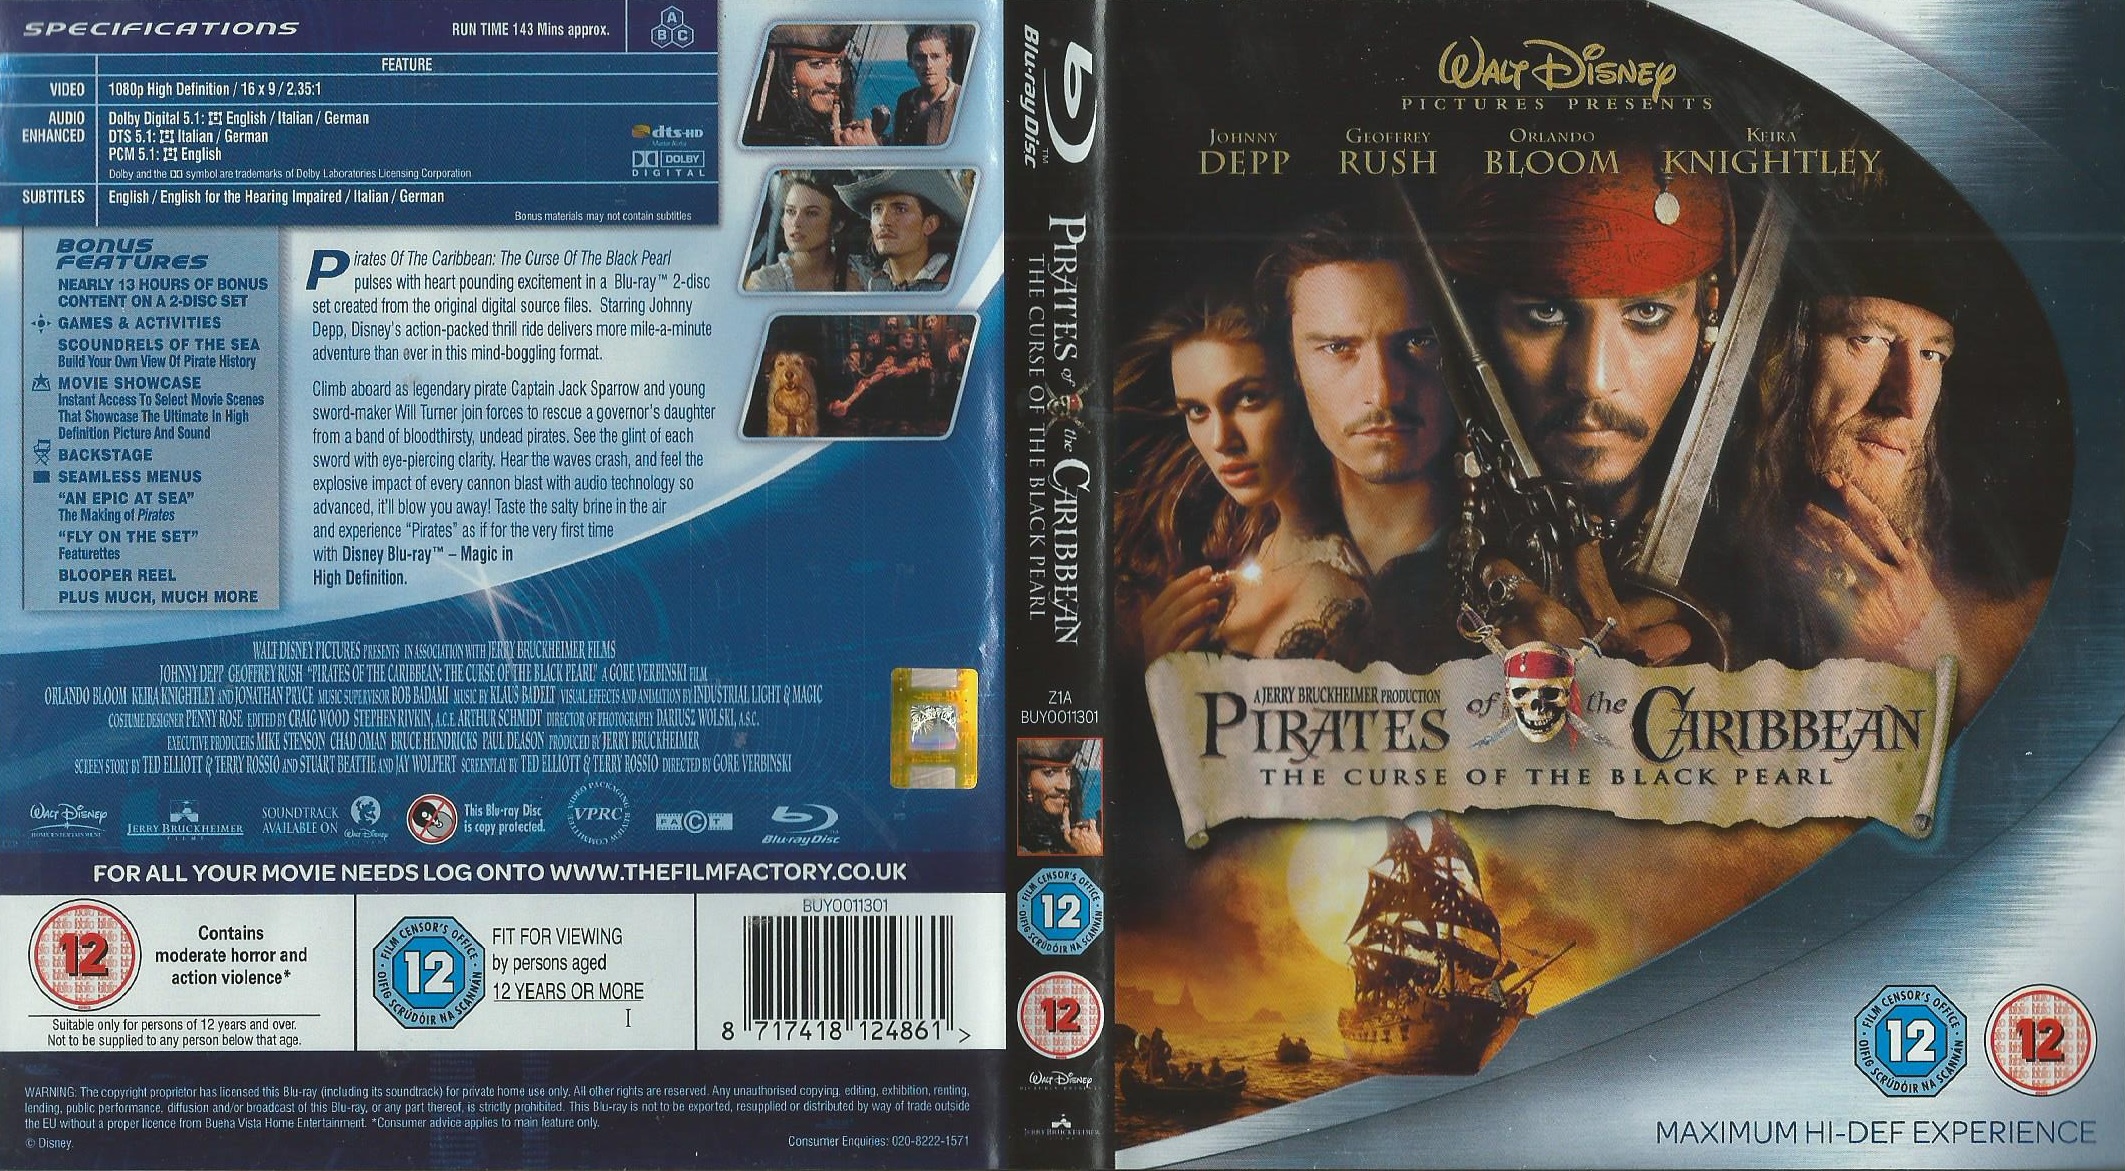 SPECIFICATIONS
RUN TIME 143 Mins approx.
A
B C
FEATURE
VIDEO
1080p High Definition / 16 x 9 / 2.35:1
AUDIO
ENHANCED
Dolby Digital 5.1: English / Italian / German
DTS 5.1: Italian / German
PCM 5.1: English
Dolby and the DD symbol are trademarks of Dolby Laboratories Licensing Corporation
dts-HD
Master Audio
DOLBY
DIGITAL
SUBTITLES
English / English for the Hearing Impaired / Italian / German
Bonus materials may not contain subtitles
BONUS
FEATURES
NEARLY 13 HOURS OF BONUS
CONTENT ON A 2-DISC SET
GAMES & ACTIVITIES
SCOUNDRELS OF THE SEA
Build Your Own View Of Pirate History
MOVIE SHOWCASE
Instant Access To Select Movie Scenes
That Showcase The Ultimate In High
Definition Picture And Sound
BACKSTAGE
SEAMLESS MENUS
“AN EPIC AT SEA”
The Making of Pirates
“FLY ON THE SET”
Featurettes
BLOOPER REEL
PLUS MUCH, MUCH MORE
Pirates Of The Caribbean: The Curse Of The Black Pearl
pulses with heart pounding excitement in a Blu-ray™ 2-disc
set created from the original digital source files. Starring Johnny
Depp, Disney's action-packed thrill ride delivers more mile-a-minute
adventure than ever in this mind-boggling format.
Climb aboard as legendary pirate Captain Jack Sparrow and young
sword-maker Will Turner join forces to rescue a governor's daughter
from a band of bloodthirsty, undead pirates. See the glint of each
sword with eye-piercing clarity. Hear the waves crash, and feel the
explosive impact of every cannon blast with audio technology so
advanced, it'll blow you away! Taste the salty brine in the air
and experience “Pirates” as if for the very first time
with Disney Blu-ray™ – Magic in
High Definition.
WALT DISNEY PICTURES PRESENTS IN ASSOCIATION WITH JERRY BRUCKHEIMER FILMS
JOHNNY DEPP GEOFFREY RUSH “PIRATES OF THE CARIBBEAN: THE CURSE OF THE BLACK PEARL” A GORE VERBINSKI FILM
ORLANDO BLOOM KEIRA KNIGHTLEY AND JONATHAN PRYCE MUSIC SUPERVISOR BOB BADAMI MUSIC BY KLAUS BADELT VISUAL EFFECTS AND ANIMATION BY INDUSTRIAL LIGHT & MAGIC
COSTUME DESIGNER PENNY ROSE EDITED BY CRAIG WOOD STEPHEN RIVKIN, A.C.E. ARTHUR SCHMIDT DIRECTOR OF PHOTOGRAPHY DARIUSZ WOLSKI, A.S.C.
EXECUTIVE PRODUCERS MIKE STENSON CHAD OMAN BRUCE HENDRICKS PAUL DEASON PRODUCED BY JERRY BRUCKHEIMER
SCREEN STORY BY TED ELLIOTT & TERRY ROSSIO AND STUART BEATTIE AND JAY WOLPERT SCREENPLAY BY TED ELLIOTT & TERRY ROSSIO DIRECTED BY GORE VERBINSKI
WALT DISNEY
HOME ENTERTAINMENT
JERRY BRUCKHEIMER
FILMS
SOUNDTRACK
AVAILABLE ON
WALT DISNEY
This Blu-ray Disc
is copy protected.
VIDEO PACKAGING REVIEW COMMITTEE
VPRC
FACT
Blu-ray Disc
FOR ALL YOUR MOVIE NEEDS LOG ONTO WWW.THEFILMFACTORY.CO.UK
12
Contains
moderate horror and
action violence*
Suitable only for persons of 12 years and over.
Not to be supplied to any person below that age.
FILM CENSOR'S OFFICE
12
OIFIG SCRÚDÓIR NA SCANNÁN
FIT FOR VIEWING
by persons aged
12 YEARS OR MORE
I
BUY0011301
8 717418 124861 >
WARNING: The copyright proprietor has licensed this Blu-ray (including its soundtrack) for private home use only. All other rights are reserved. Any unauthorised copying, editing, exhibition, renting,
lending, public performance, diffusion and/or broadcast of this Blu-ray, or any part thereof, is strictly prohibited. This Blu-ray is not to be exported, resupplied or distributed by way of trade outside
the EU without a proper licence from Buena Vista Home Entertainment. *Consumer advice applies to main feature only.
© Disney.
Consumer Enquiries: 020-8222-1571
Blu-ray Disc™
PIRATES of the CARIBBEAN
THE CURSE OF THE BLACK PEARL
Z1A
BUY0011301
FILM CENSOR'S OFFICE
12
OIFIG SCRÚDÓIR NA SCANNÁN
12
WALT DISNEY
JERRY BRUCKHEIMER
WALT DISNEY
PICTURES PRESENTS
JOHNNY
DEPP
GEOFFREY
RUSH
ORLANDO
BLOOM
KEIRA
KNIGHTLEY
A JERRY BRUCKHEIMER PRODUCTION
PIRATES of the CARIBBEAN
THE CURSE OF THE BLACK PEARL
FILM CENSOR'S OFFICE
12
OIFIG SCRÚDÓIR NA SCANNÁN
12
MAXIMUM HI-DEF EXPERIENCE